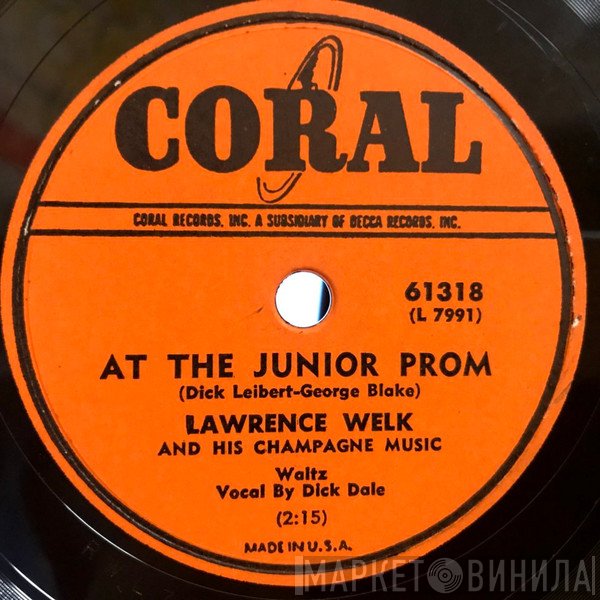 CORAL
CORAL RECORDS, INC. A SUBSIDIARY OF DECCA RECORDS, INC.
61318
(L 7991)
AT THE JUNIOR PROM
(Dick Leibert-George Blake)
LAWRENCE WELK
AND HIS CHAMPAGNE MUSIC
Waltz
Vocal By Dick Dale
(2:15)
MADE IN U.S.A.
МАРКЕТ ВИНИЛА